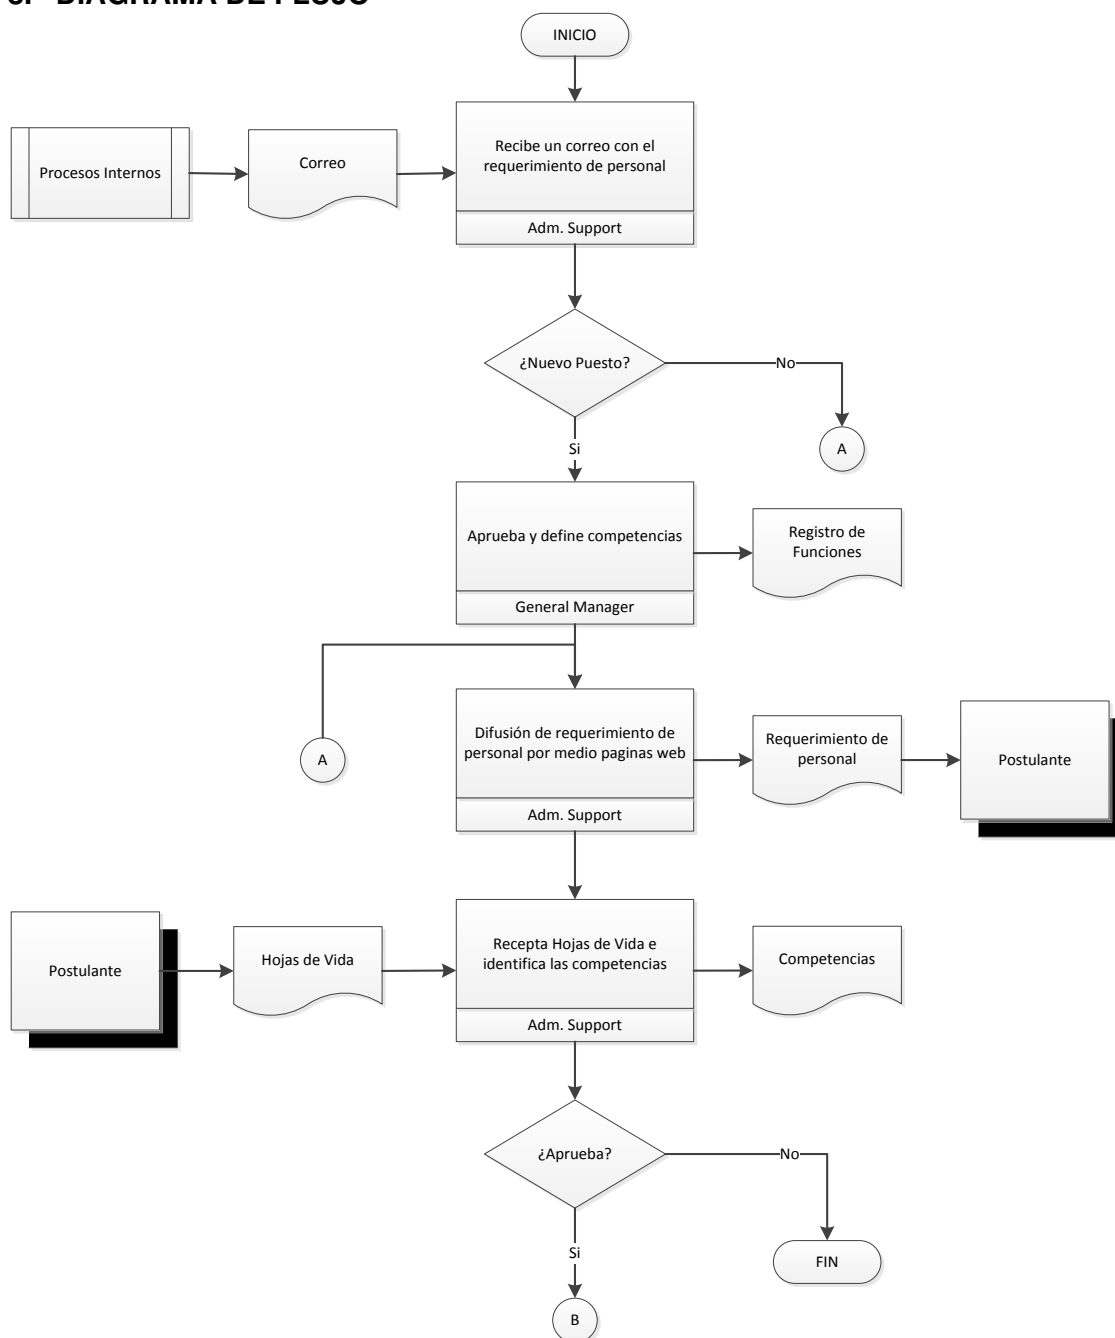 DIAGRAMA DE FLUJO
INICIO
Recibe un correo con el
requerimiento de personal
Adm. Support
Procesos Internos
Correo
¿Nuevo Puesto?
No
A
Si
Aprueba y define competencias
General Manager
Registro de
Funciones
A
Difusión de requerimiento de
personal por medio paginas web
Adm. Support
Requerimiento de
personal
Postulante
Postulante
Hojas de Vida
Recepta Hojas de Vida e
identifica las competencias
Adm. Support
Competencias
¿Aprueba?
No
FIN
Si
B